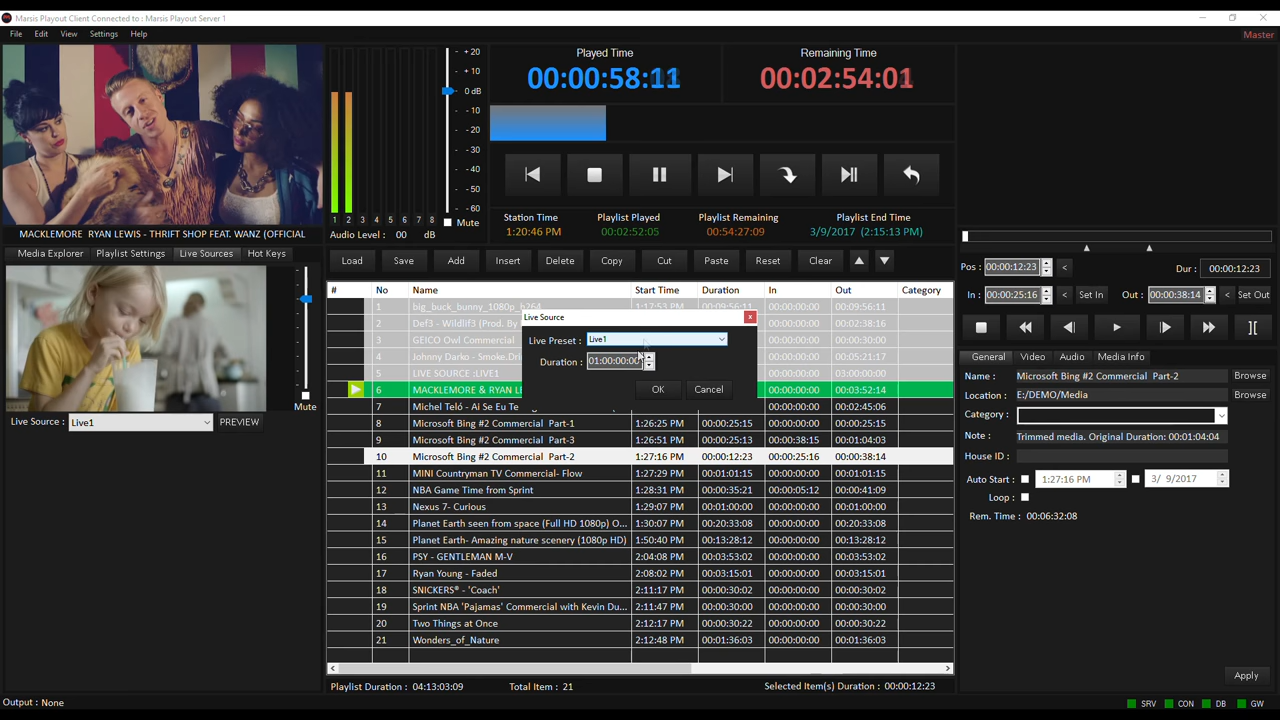 Marsis Playout Client Connected to : Marsis Playout Server 1
File Edit View Settings Help
Master
MACKLEMORE RYAN LEWIS - THRIFT SHOP FEAT. WANZ (OFFICIAL
+20
+10
0 dB
-10
-20
-30
-40
-50
-60
1 2 3 4 5 6 7 8
Mute
Audio Level : 00 dB
Played Time
00:00:58:11
Remaining Time
00:02:54:01
Station Time Playlist Played Playlist Remaining Playlist End Time
1:20:46 PM 00:02:52:05 00:54:27:09 3/9/2017 (2:15:13 PM)
Media Explorer Playlist Settings Live Sources Hot Keys
Mute
Live Source : Live1 PREVIEW
Load Save Add Insert Delete Copy Cut Paste Reset Clear
# No Name Start Time Duration In Out Category
1 big_buck_bunny_1080p_h264 1:17:53 PM 00:09:56:11 00:00:00:00 00:09:56:11
2 Def3 - Wildlif3 (Prod. By 00:00:00:00 00:02:38:16
3 GEICO Owl Commercial 00:00:00:00 00:00:30:00
4 Johnny Darko - Smoke.Dri 00:00:00:00 00:05:21:17
5 LIVE SOURCE :LIVE1 00:00:00:00 03:00:00:00
6 MACKLEMORE & RYAN LE 00:00:00:00 00:03:52:14
7 Michel Teló - Ai Se Eu Te 00:00:00:00 00:02:45:06
8 Microsoft Bing #2 Commercial Part-1 1:26:25 PM 00:00:25:15 00:00:00:00 00:00:25:15
9 Microsoft Bing #2 Commercial Part-3 1:26:51 PM 00:00:25:13 00:00:38:15 00:01:04:03
10 Microsoft Bing #2 Commercial Part-2 1:27:16 PM 00:00:12:23 00:00:25:16 00:00:38:14
11 MINI Countryman TV Commercial- Flow 1:27:29 PM 00:01:01:15 00:00:00:00 00:01:01:15
12 NBA Game Time from Sprint 1:28:31 PM 00:00:35:21 00:00:05:12 00:00:41:09
13 Nexus 7- Curious 1:29:07 PM 00:01:00:00 00:00:00:00 00:01:00:00
14 Planet Earth seen from space (Full HD 1080p) O... 1:30:07 PM 00:20:33:08 00:00:00:00 00:20:33:08
15 Planet Earth- Amazing nature scenery (1080p HD) 1:50:40 PM 00:13:28:12 00:00:00:00 00:13:28:12
16 PSY - GENTLEMAN M-V 2:04:08 PM 00:03:53:02 00:00:00:00 00:03:53:02
17 Ryan Young - Faded 2:08:02 PM 00:03:15:01 00:00:00:00 00:03:15:01
18 SNICKERS® - 'Coach' 2:11:17 PM 00:00:30:02 00:00:00:00 00:00:30:02
19 Sprint NBA 'Pajamas' Commercial with Kevin Du... 2:11:47 PM 00:00:30:00 00:00:00:00 00:00:30:00
20 Two Things at Once 2:12:17 PM 00:00:30:22 00:00:00:00 00:00:30:22
21 Wonders_of_Nature 2:12:48 PM 00:01:36:03 00:00:00:00 00:01:36:03
Live Source x
Live Preset : Live1
Duration : 01:00:00:00
OK Cancel
Playlist Duration : 04:13:03:09 Total Item : 21 Selected Item(s) Duration : 00:00:12:23
Pos : 00:00:12:23 < Dur : 00:00:12:23
In : 00:00:25:16 < Set In Out : 00:00:38:14 < Set Out
General Video Audio Media Info
Name : Microsoft Bing #2 Commercial Part-2 Browse
Location : E:/DEMO/Media Browse
Category :
Note : Trimmed media. Original Duration: 00:01:04:04
House ID :
Auto Start : 1:27:16 PM 3/ 9/2017
Loop :
Rem. Time : 00:06:32:08
Apply
Output : None
SRV CON DB GW